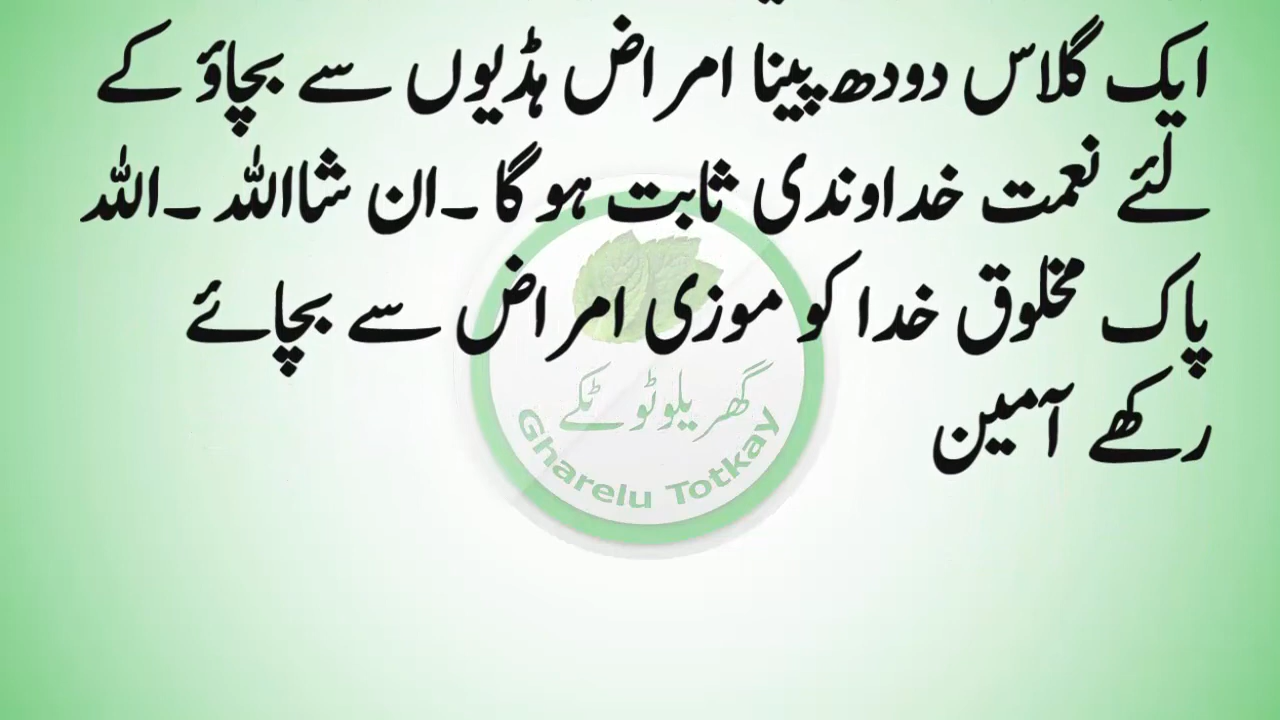 ایک گلاس دودھ پینا امراض ہڈیوں سے بچاؤ کے
لئے نعمت خداوندی ثابت ہو گا ۔ان شااللہ ۔اللہ
پاک مخلوق خدا کو موزی امراض سے بچائے
رکھے آمین
گھریلو ٹوٹکے
Gharelu Totkay